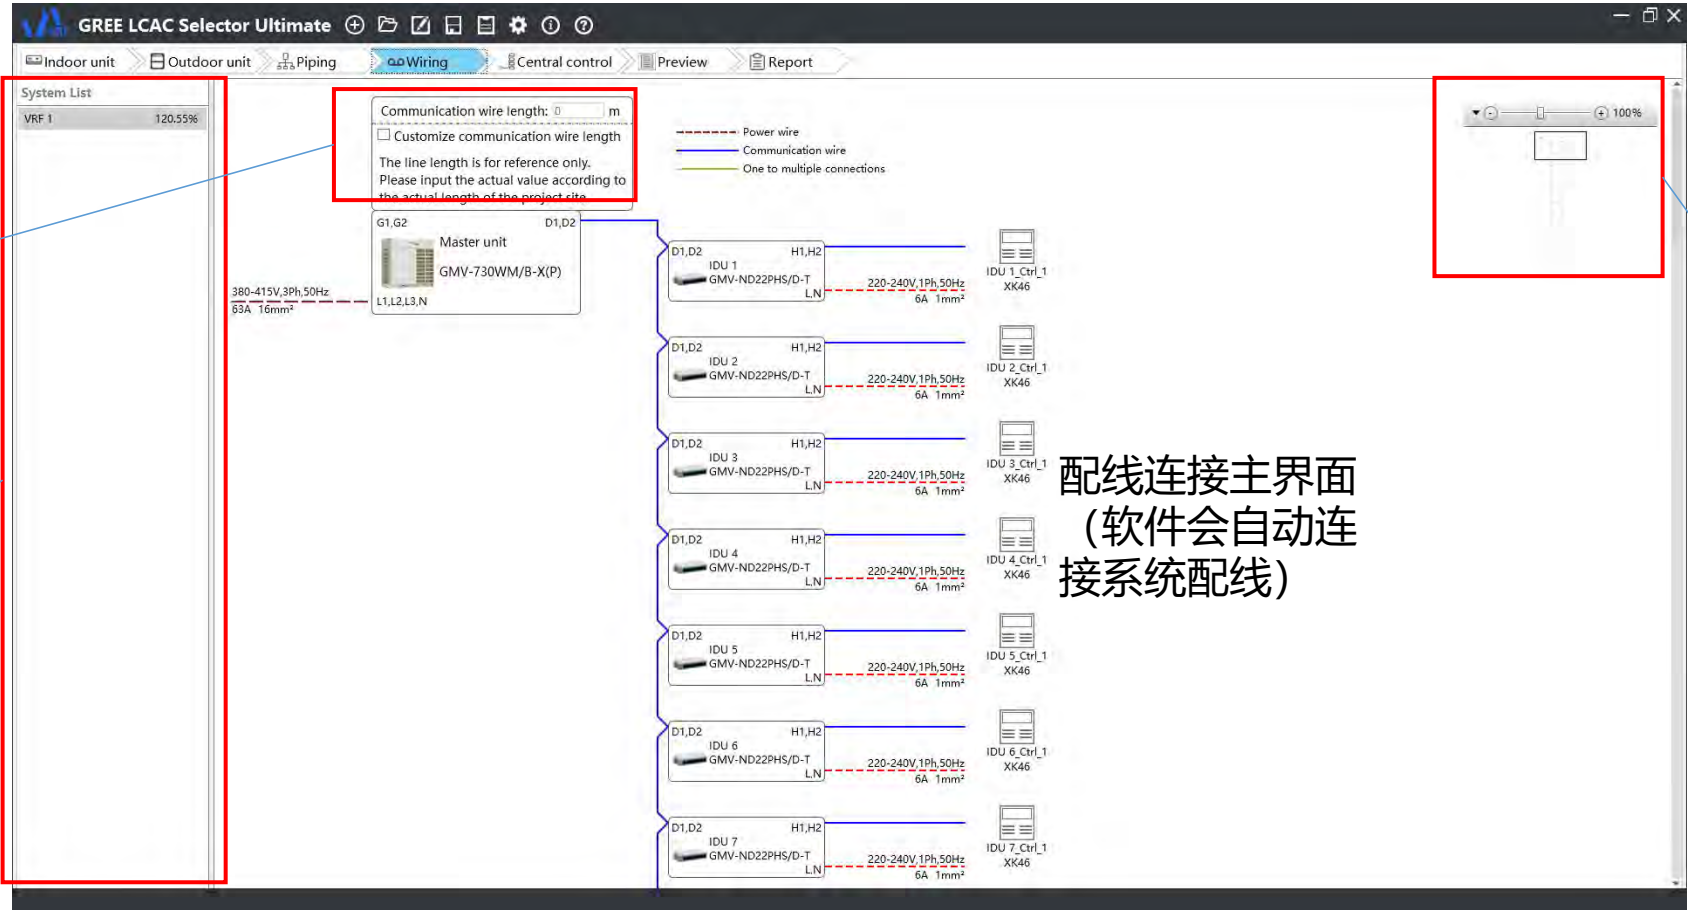 GREE LCAC Selector Ultimate
Indoor unit
Outdoor unit
Piping
Wiring
Central control
Preview
Report
System List
VRF 1 120.55%
Communication wire length: 0 m
Customize communication wire length
The line length is for reference only.
Please input the actual value according to
the actual length of the project site.
Power wire
Communication wire
One to multiple connections
100%
G1,G2 D1,D2
Master unit
GMV-730WM/B-X(P)
L1,L2,L3,N
380-415V,3Ph,50Hz
63A 16mm²
D1,D2 H1,H2
IDU 1
GMV-ND22PHS/D-T
L,N
220-240V,1Ph,50Hz
6A 1mm²
IDU 1_Ctrl_1
XK46
D1,D2 H1,H2
IDU 2
GMV-ND22PHS/D-T
L,N
220-240V,1Ph,50Hz
6A 1mm²
IDU 2_Ctrl_1
XK46
D1,D2 H1,H2
IDU 3
GMV-ND22PHS/D-T
L,N
220-240V,1Ph,50Hz
6A 1mm²
IDU 3_Ctrl_1
XK46
配线连接主界面
（软件会自动连
接系统配线）
D1,D2 H1,H2
IDU 4
GMV-ND22PHS/D-T
L,N
220-240V,1Ph,50Hz
6A 1mm²
IDU 4_Ctrl_1
XK46
D1,D2 H1,H2
IDU 5
GMV-ND22PHS/D-T
L,N
220-240V,1Ph,50Hz
6A 1mm²
IDU 5_Ctrl_1
XK46
D1,D2 H1,H2
IDU 6
GMV-ND22PHS/D-T
L,N
220-240V,1Ph,50Hz
6A 1mm²
IDU 6_Ctrl_1
XK46
D1,D2 H1,H2
IDU 7
GMV-ND22PHS/D-T
L,N
220-240V,1Ph,50Hz
6A 1mm²
IDU 7_Ctrl_1
XK46